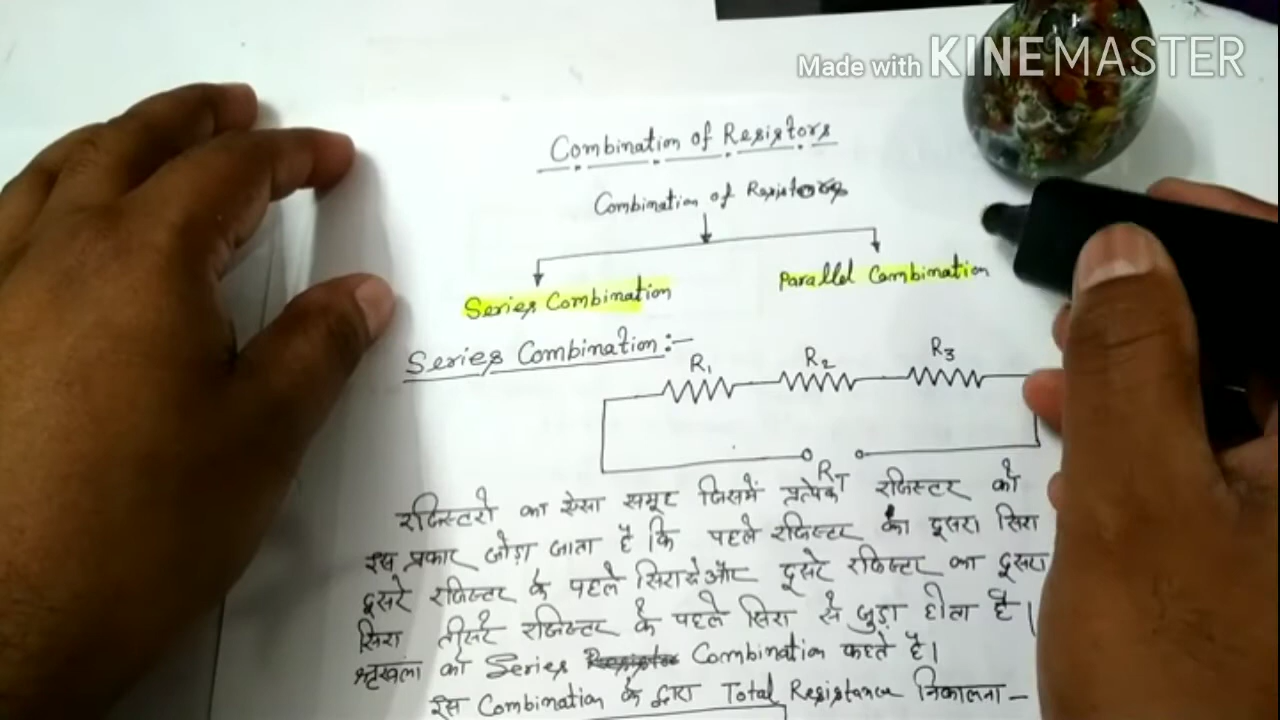 Made with KINEMASTER
Combination of Resistors
Combination of Resistors
Series Combination
Parallel Combination
Series Combination:-
R1 R2 R3
RT
रजिस्टरो का ऐसा समूह जिसमें प्रत्येक रजिस्टर को
इस प्रकार जोड़ा जाता है कि पहले रजिस्टर का दूसरा सिरा
दूसरे रजिस्टर के पहले सिरा से और दूसरे रजिस्टर का दूसरा
सिरा तीसरे रजिस्टर के पहले सिरा से जुड़ा होता है।
श्रृखंला को Series Combination कहते है।
इस Combination के द्वारा Total Resistance निकालना -